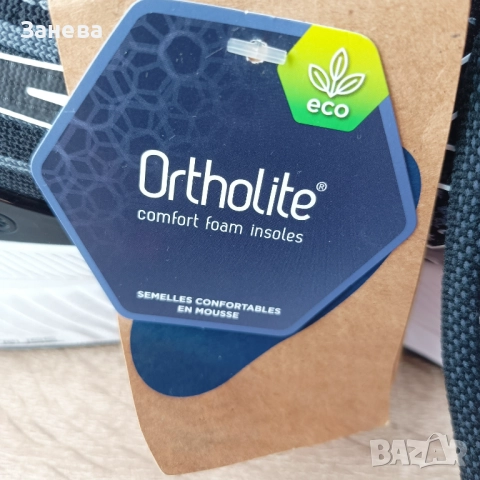 Занева
eco
Ortholite®
comfort foam insoles
SEMELLES CONFORTABLES
EN MOUSSE
BAZAR